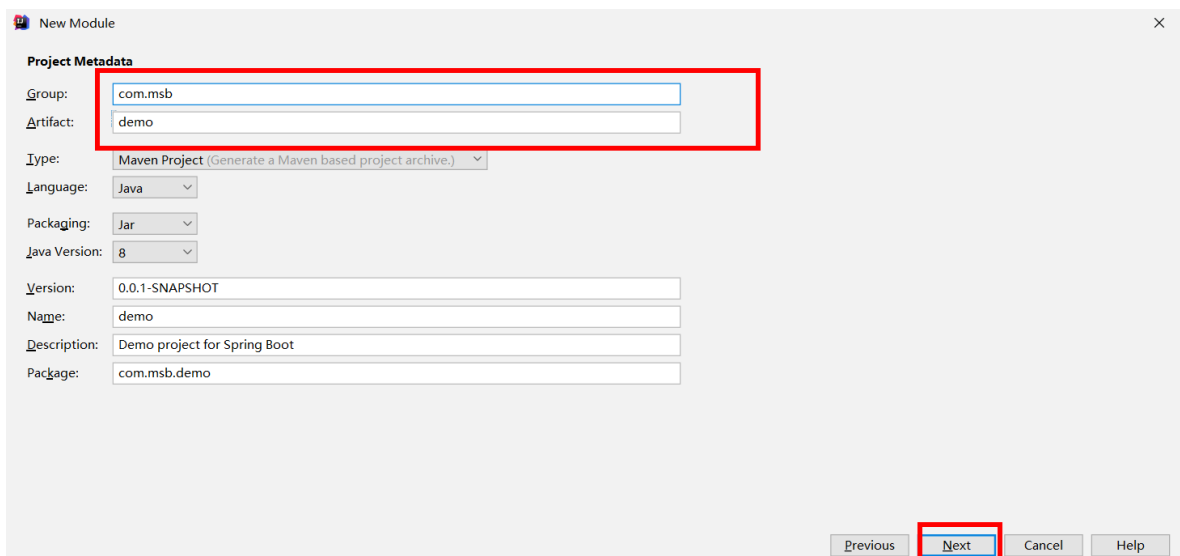 New Module
Project Metadata
Group: com.msb
Artifact: demo
Type: Maven Project (Generate a Maven based project archive.)
Language: Java
Packaging: Jar
Java Version: 8
Version: 0.0.1-SNAPSHOT
Name: demo
Description: Demo project for Spring Boot
Package: com.msb.demo
Previous Next Cancel Help